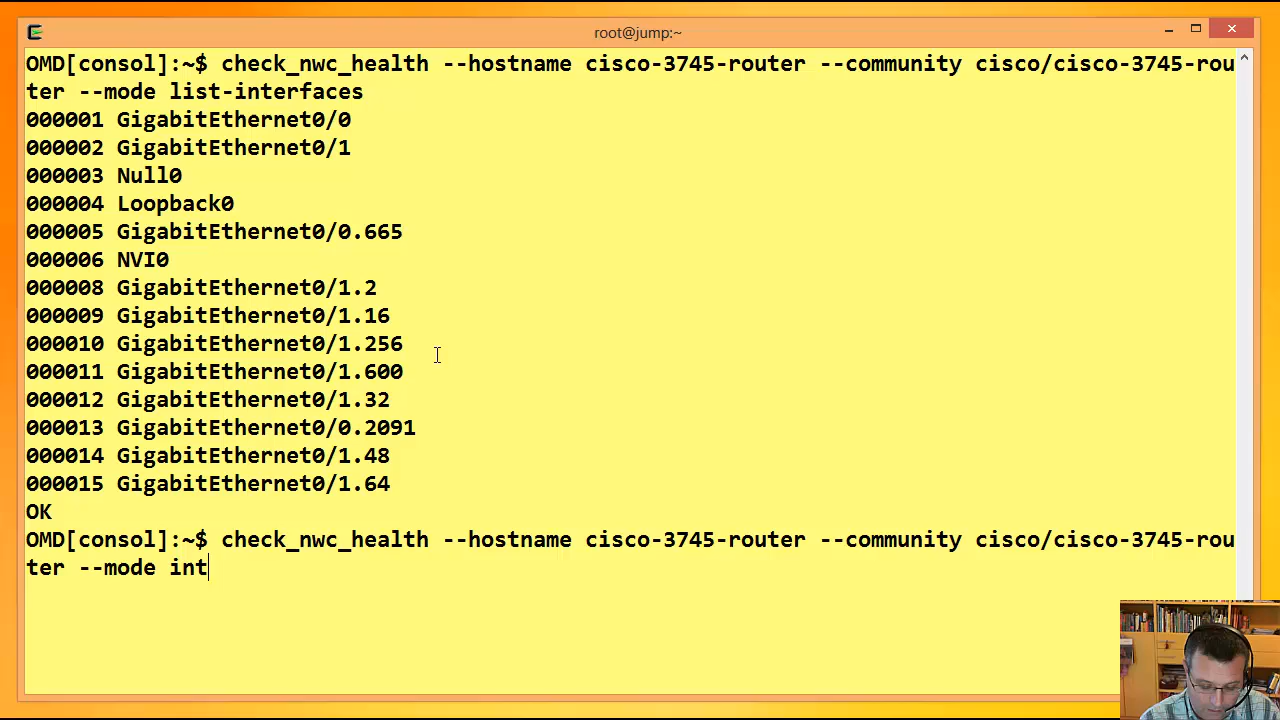 root@jump:~
OMD[consol]:~$ check_nwc_health --hostname cisco-3745-router --community cisco/cisco-3745-rou
ter --mode list-interfaces
000001 GigabitEthernet0/0
000002 GigabitEthernet0/1
000003 Null0
000004 Loopback0
000005 GigabitEthernet0/0.665
000006 NVI0
000008 GigabitEthernet0/1.2
000009 GigabitEthernet0/1.16
000010 GigabitEthernet0/1.256
000011 GigabitEthernet0/1.600
000012 GigabitEthernet0/1.32
000013 GigabitEthernet0/0.2091
000014 GigabitEthernet0/1.48
000015 GigabitEthernet0/1.64
OK
OMD[consol]:~$ check_nwc_health --hostname cisco-3745-router --community cisco/cisco-3745-rou
ter --mode int